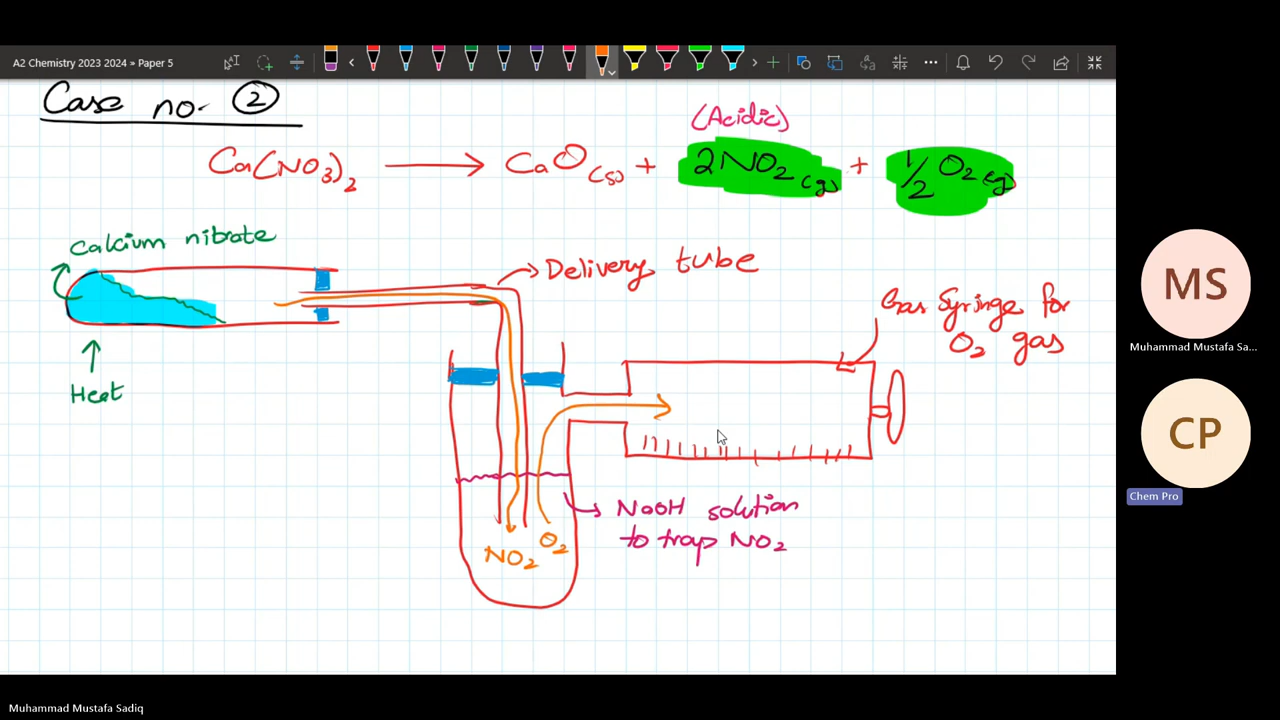 A2 Chemistry 2023 2024 » Paper 5
Case no. ②
(Acidic)
Ca(NO3)2 → CaO(s) + 2NO2(g) + 1/2 O2(g)
Calcium nitrate
Delivery tube
Gas Syringe for
O2 gas
Heat
NaOH solution
to trap NO2
NO2
O2
MS
Muhammad Mustafa Sa...
CP
Chem Pro
Muhammad Mustafa Sadiq